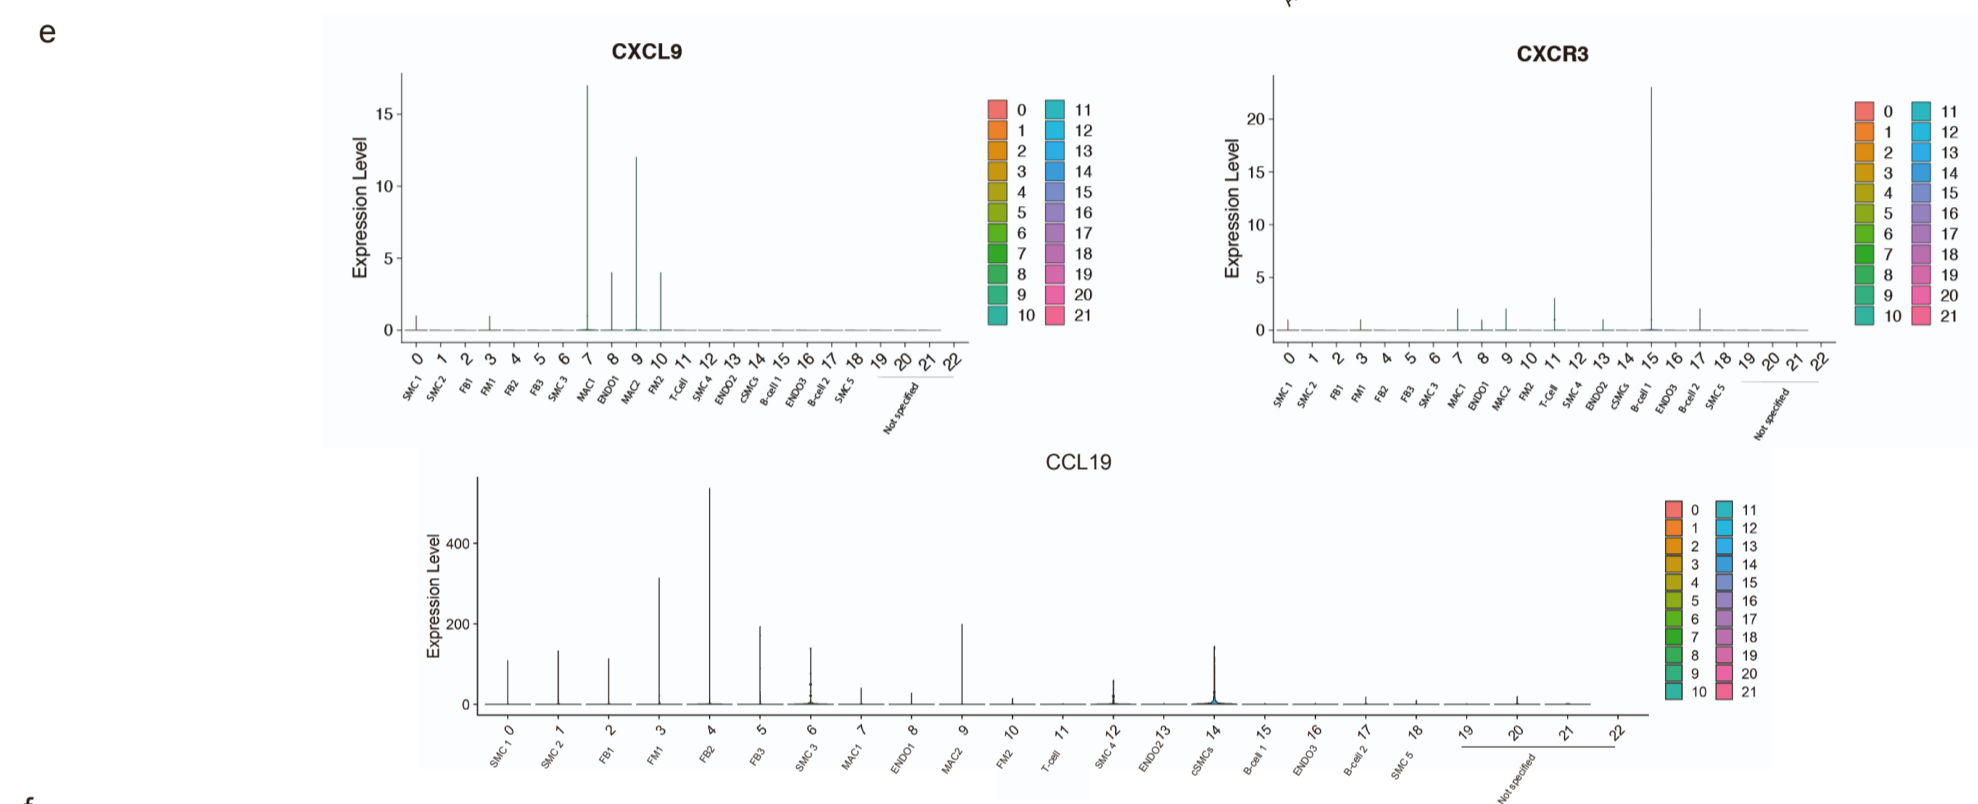 e
CXCL9
Expression Level
15
10
5
0
0 1 2 3 4 5 6 7 8 9 10 11 12 13 14 15 16 17 18 19 20 21 22
SMC 1 SMC 2 FB1 FM1 FB2 FB3 SMC 3 MAC1 ENDO1 MAC2 FM2 T-Cell SMC 4 ENDO2 cSMCs B-cell 1 ENDO3 B-cell 2 SMC 5
Not specified
0 11
1 12
2 13
3 14
4 15
5 16
6 17
7 18
8 19
9 20
10 21
CXCR3
Expression Level
20
15
10
5
0
0 1 2 3 4 5 6 7 8 9 10 11 12 13 14 15 16 17 18 19 20 21 22
SMC 1 SMC 2 FB1 FM1 FB2 FB3 SMC 3 MAC1 ENDO1 MAC2 FM2 T-Cell SMC 4 ENDO2 cSMCs B-cell 1 ENDO3 B-cell 2 SMC 5
Not specified
0 11
1 12
2 13
3 14
4 15
5 16
6 17
7 18
8 19
9 20
10 21
CCL19
Expression Level
400
200
0
0 1 2 3 4 5 6 7 8 9 10 11 12 13 14 15 16 17 18 19 20 21 22
SMC 1 SMC 2 FB1 FM1 FB2 FB3 SMC 3 MAC1 ENDO1 MAC2 FM2 T-cell SMC 4 ENDO2 cSMCs B-cell 1 ENDO3 B-cell 2 SMC 5
Not specified
0 11
1 12
2 13
3 14
4 15
5 16
6 17
7 18
8 19
9 20
10 21